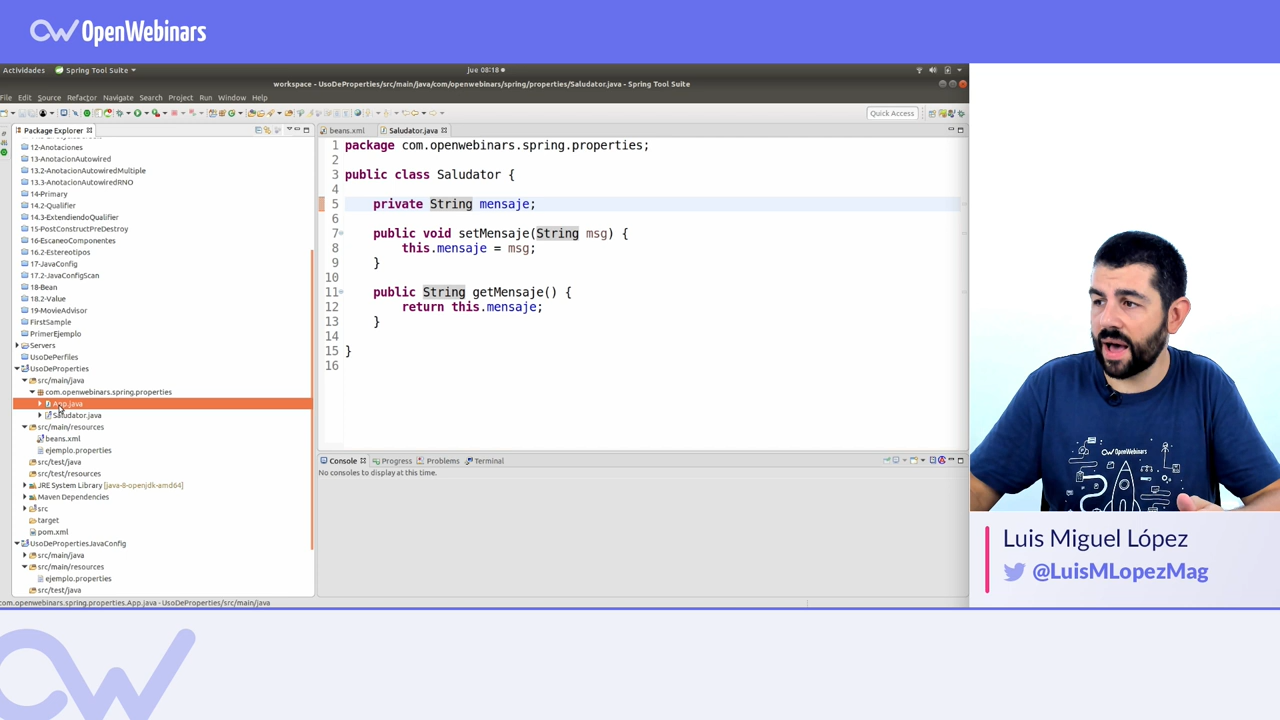 OpenWebinars
Actividades
Spring Tool Suite
jue 08:18
workspace - UsoDeProperties/src/main/java/com/openwebinars/spring/properties/Saludator.java - Spring Tool Suite
File Edit Source Refactor Navigate Search Project Run Window Help
Quick Access
Package Explorer
12-Anotaciones
13-AnotacionAutowired
13.2-AnotacionAutowiredMultiple
13.3-AnotacionAutowiredRNO
14-Primary
14.2-Qualifier
14.3-ExtendiendoQualifier
15-PostConstructPreDestroy
16-EscaneoComponentes
16.2-Estereotipos
17-JavaConfig
17.2-JavaConfigScan
18-Bean
18.2-Value
19-MovieAdvisor
FirstSample
PrimerEjemplo
Servers
UsoDePerfiles
UsoDeProperties
src/main/java
com.openwebinars.spring.properties
App.java
Saludator.java
src/main/resources
beans.xml
ejemplo.properties
src/test/java
src/test/resources
JRE System Library [java-8-openjdk-amd64]
Maven Dependencies
src
target
pom.xml
UsoDePropertiesJavaConfig
src/main/java
src/main/resources
ejemplo.properties
src/test/java
com.openwebinars.spring.properties.App.java - UsoDeProperties/src/main/java
beans.xml
Saludator.java
1 package com.openwebinars.spring.properties;
2
3 public class Saludator {
4
5 private String mensaje;
6
7 public void setMensaje(String msg) {
8 this.mensaje = msg;
9 }
10
11 public String getMensaje() {
12 return this.mensaje;
13 }
14
15 }
16
Console Progress Problems Terminal
No consoles to display at this time.
OpenWebinars
Luis Miguel López
@LuisMLopezMag